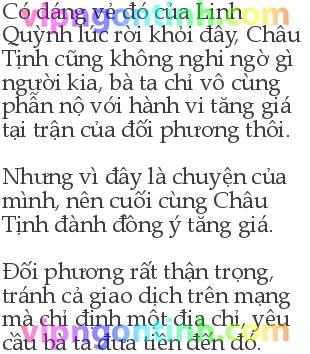 Có dáng vẻ đó của Linh
vipngontinh.com
Quỳnh lúc rời khỏi đây, Châu
Tịnh cũng không nghi ngờ gì
người kia, bà ta chỉ vô cùng
phẫn nộ với hành vi tăng giá
tại trận của đối phương thôi.
Nhưng vì đây là chuyện của
mình, nên cuối cùng Châu
Tịnh đành đồng ý tăng giá.
Đối phương rất thận trọng,
tránh cả giao dịch trên mạng
mà chỉ định một địa chỉ, yêu
vipngontinh.com
cầu bà ta đưa tiền đến đó.